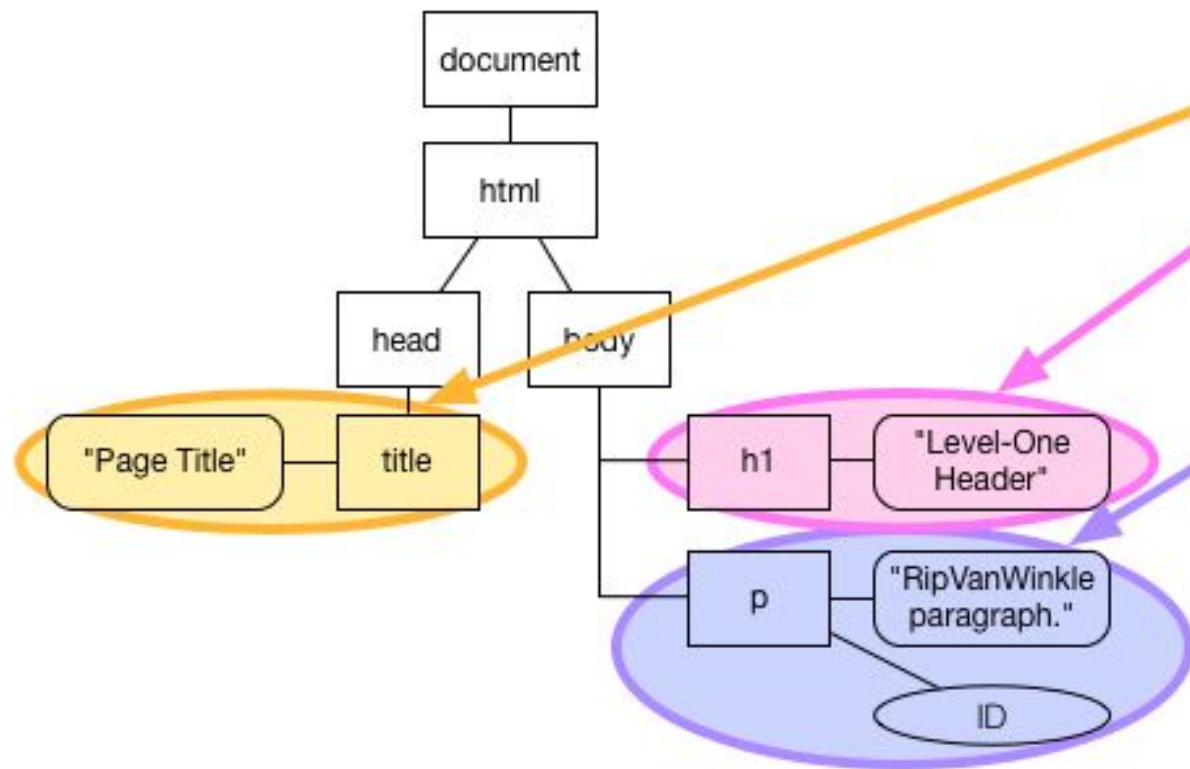 document
html
head
body
"Page Title"
title
h1
"Level-One
Header"
p
"RipVanWinkle
paragraph."
ID